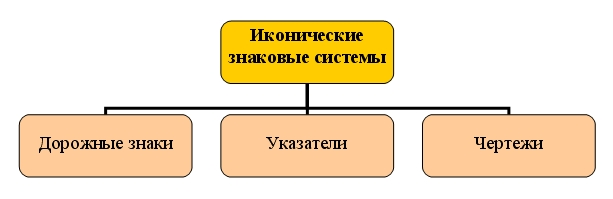 Иконические
знаковые системы
Дорожные знаки
Указатели
Чертежи